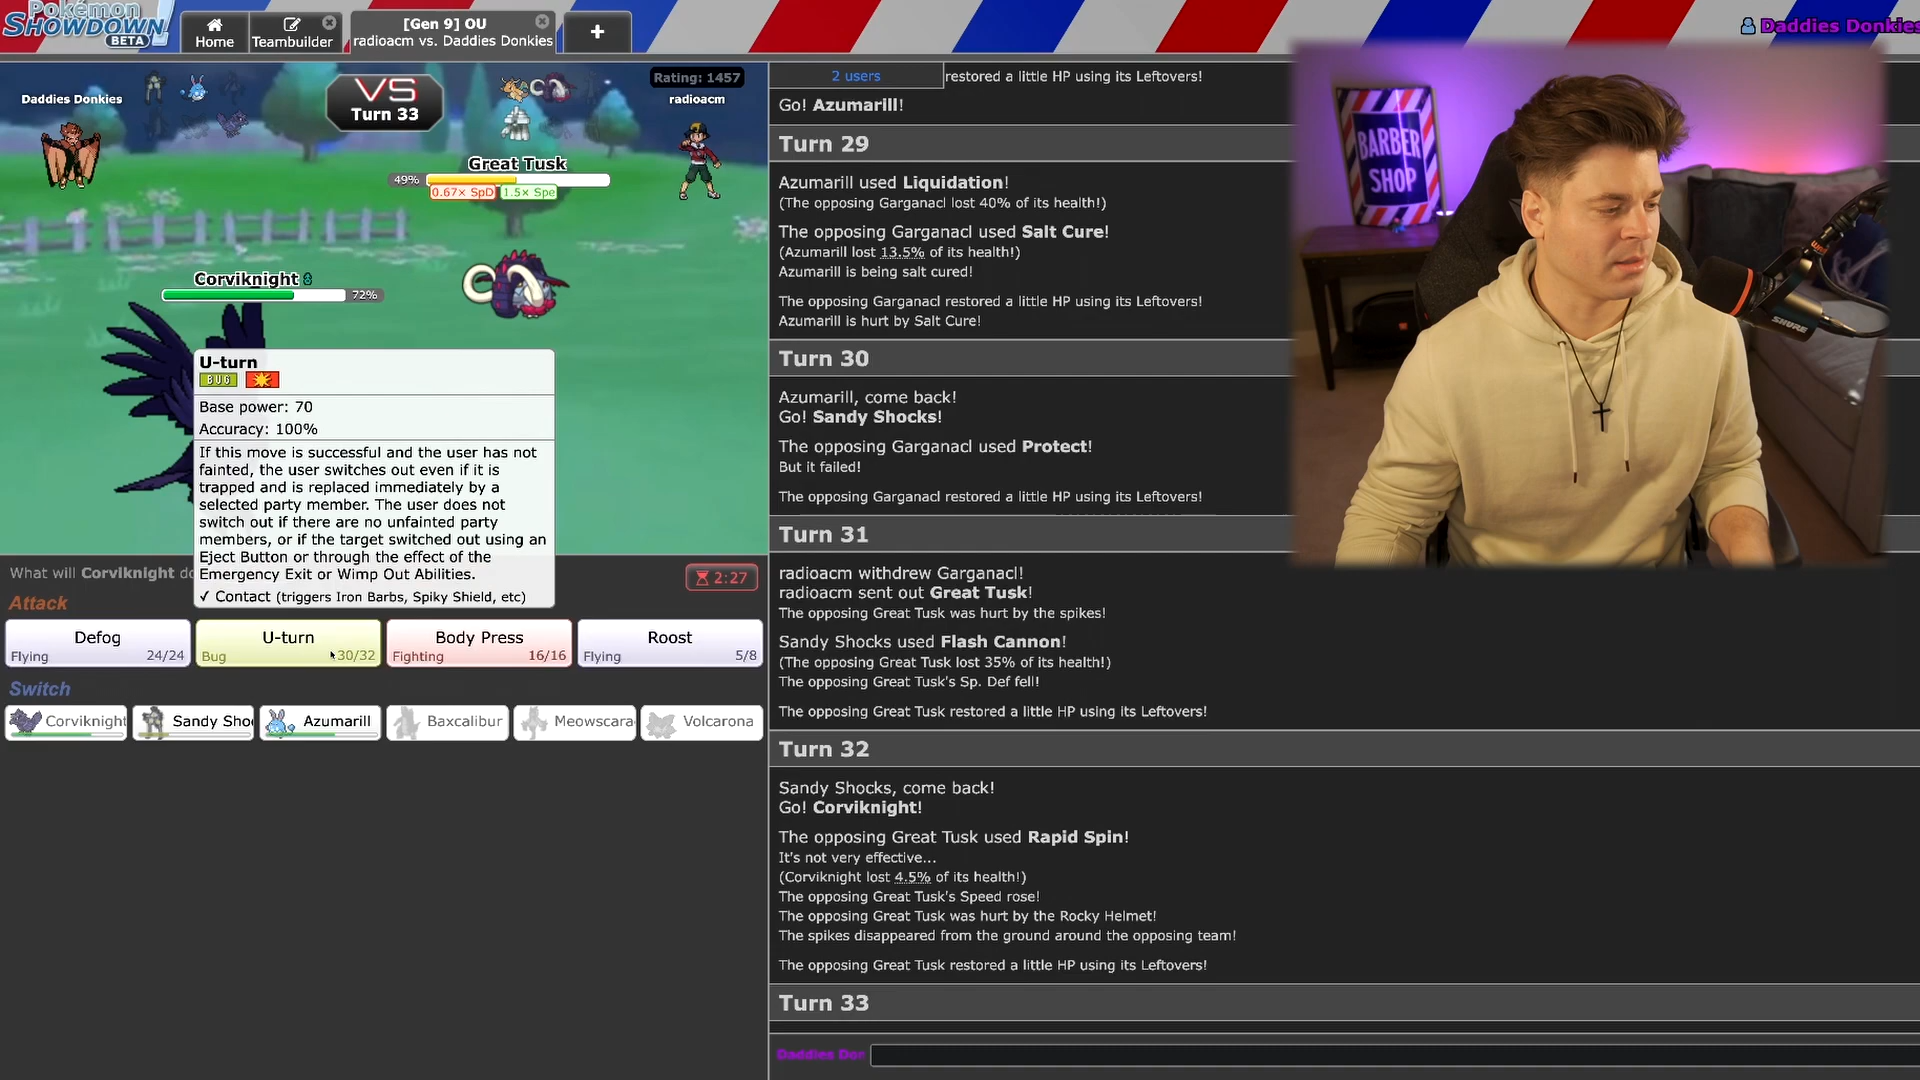 Pokémon
SHOWDOWN!
BETA
Home
Teambuilder
[Gen 9] OU
radioacm vs. Daddies Donkies
+
Daddies Donkies
Daddies Donkies
VS
Turn 33
Rating: 1457
radioacm
Great Tusk
49%
0.67× SpD 1.5× Spe
Corviknight
72%
U-turn
BUG
Base power: 70
Accuracy: 100%
If this move is successful and the user has not
fainted, the user switches out even if it is
trapped and is replaced immediately by a
selected party member. The user does not
switch out if there are no unfainted party
members, or if the target switched out using an
Eject Button or through the effect of the
Emergency Exit or Wimp Out Abilities.
✓ Contact (triggers Iron Barbs, Spiky Shield, etc)
What will Corviknight do
2:27
Attack
Defog
Flying 24/24
U-turn
Bug 30/32
Body Press
Fighting 16/16
Roost
Flying 5/8
Switch
Corviknight
Sandy Sho
Azumarill
Baxcalibur
Meowscara
Volcarona
2 users
restored a little HP using its Leftovers!
Go! Azumarill!
Turn 29
Azumarill used Liquidation!
(The opposing Garganacl lost 40% of its health!)
The opposing Garganacl used Salt Cure!
(Azumarill lost 13.5% of its health!)
Azumarill is being salt cured!
The opposing Garganacl restored a little HP using its Leftovers!
Azumarill is hurt by Salt Cure!
Turn 30
Azumarill, come back!
Go! Sandy Shocks!
The opposing Garganacl used Protect!
But it failed!
The opposing Garganacl restored a little HP using its Leftovers!
Turn 31
radioacm withdrew Garganacl!
radioacm sent out Great Tusk!
The opposing Great Tusk was hurt by the spikes!
Sandy Shocks used Flash Cannon!
(The opposing Great Tusk lost 35% of its health!)
The opposing Great Tusk's Sp. Def fell!
The opposing Great Tusk restored a little HP using its Leftovers!
Turn 32
Sandy Shocks, come back!
Go! Corviknight!
The opposing Great Tusk used Rapid Spin!
It's not very effective...
(Corviknight lost 4.5% of its health!)
The opposing Great Tusk's Speed rose!
The opposing Great Tusk was hurt by the Rocky Helmet!
The spikes disappeared from the ground around the opposing team!
The opposing Great Tusk restored a little HP using its Leftovers!
Turn 33
Daddies Don
BARBER
SHOP
SHURE